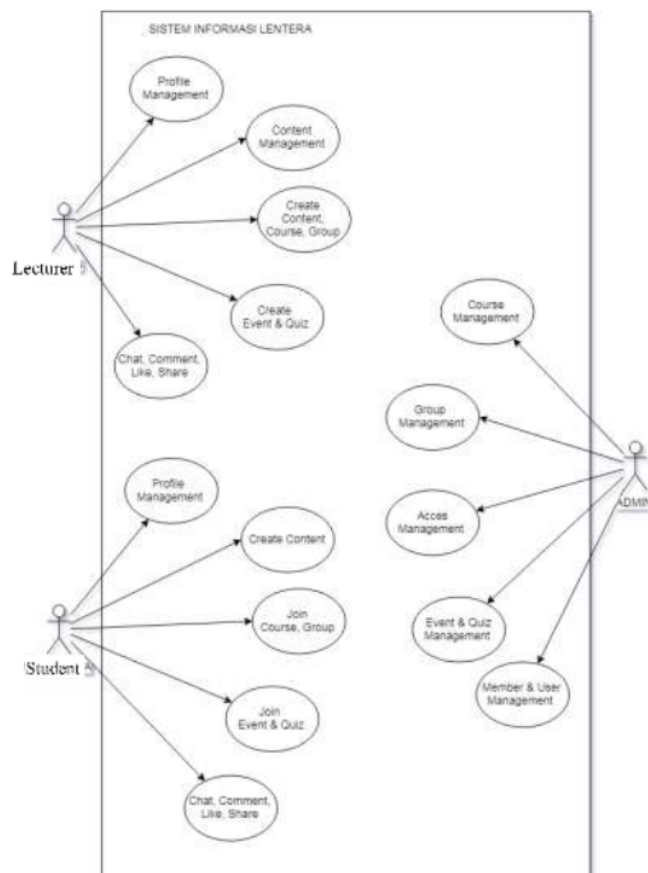 SISTEM INFORMASI LENTERA
Profile
Management
Content
Management
Create
Content,
Course, Group
Lecturer
Create
Event & Quiz
Chat, Comment,
Like, Share
Course
Management
Group
Management
ADMIN
Acces
Management
Event & Quiz
Management
Member & User
Management
Profile
Management
Create Content
Join
Course, Group
Student
Join
Event & Quiz
Chat, Comment,
Like, Share